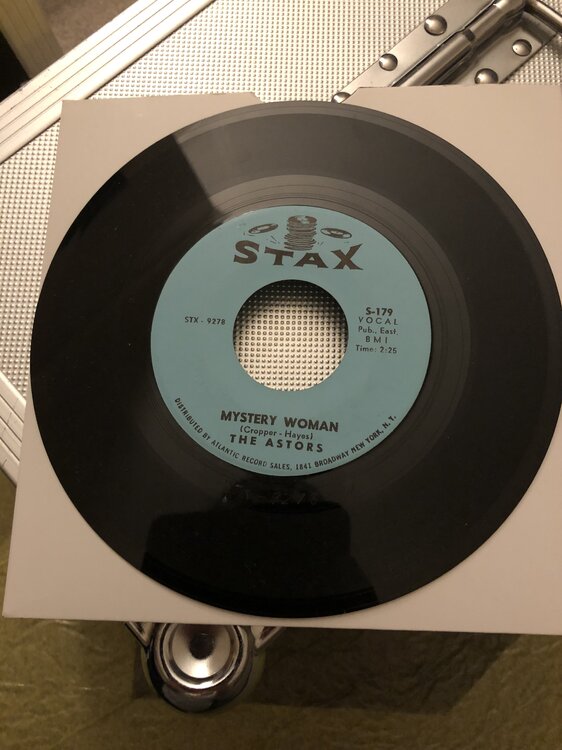 STAX
STX - 9278
S-179
VOCAL
Pub., East.
BMI
Time: 2:25
MYSTERY WOMAN
(Cropper - Hayes)
THE ASTORS
DISTRIBUTED BY ATLANTIC RECORD SALES, 1841 BROADWAY NEW YORK, N. Y.